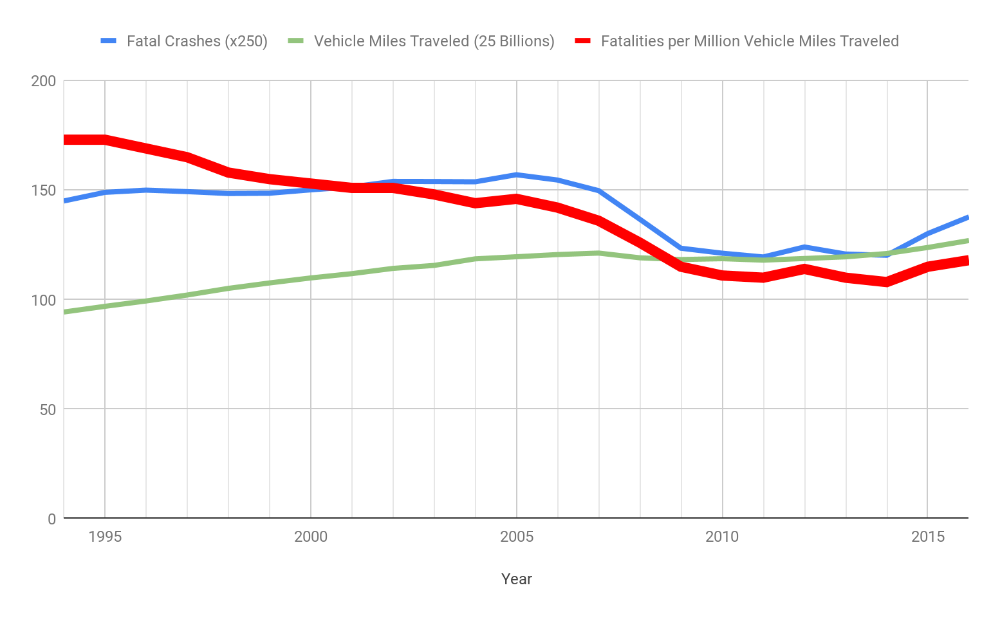 Fatal Crashes (x250) Vehicle Miles Traveled (25 Billions) Fatalities per Million Vehicle Miles Traveled
200
150
100
50
0
1995 2000 2005 2010 2015
Year